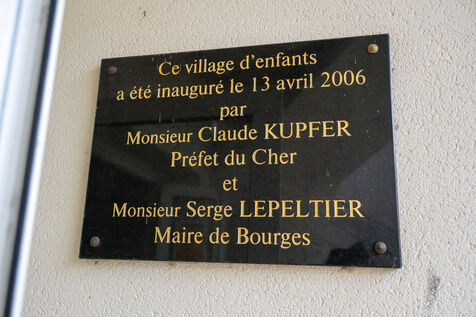 Ce village d'enfants
a été inauguré le 13 avril 2006
par
Monsieur Claude KUPFER
Préfet du Cher
et
Monsieur Serge LEPELTIER
Maire de Bourges